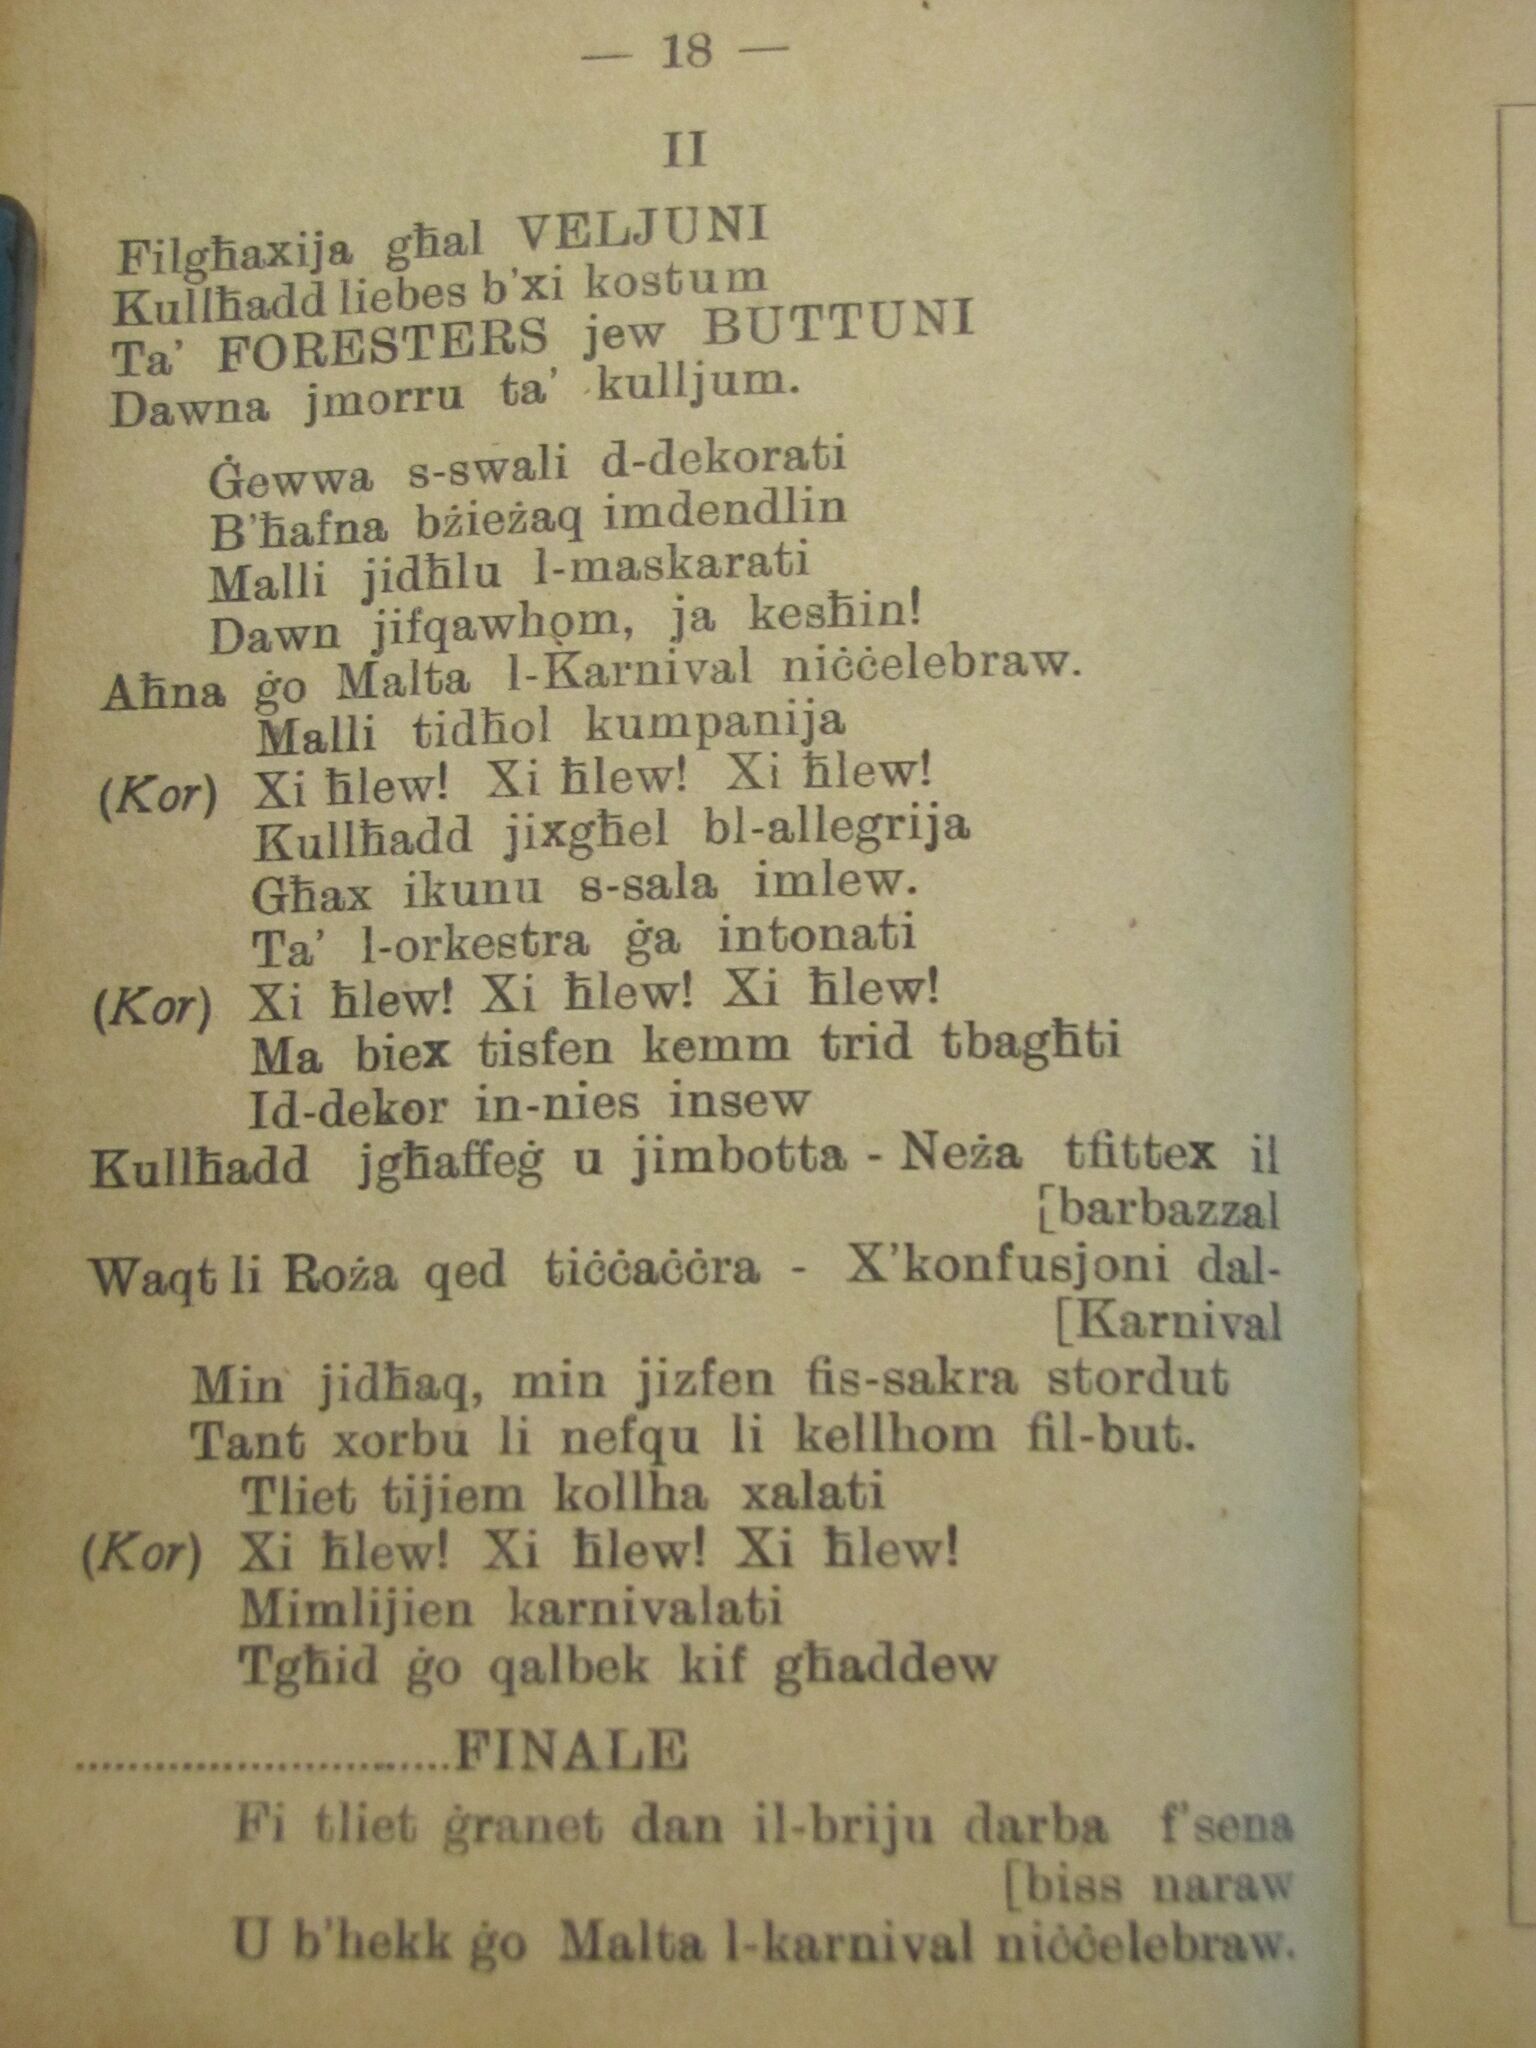 — 18 —
II
Filgħaxija għal VELJUNI
Kullħadd liebes b'xi kostum
Ta' FORESTERS jew BUTTUNI
Dawna jmorru ta' kulljum.
Ġewwa s-swali d-dekorati
B'ħafna bżieżaq imdendlin
Malli jidħlu l-maskarati
Dawn jifqawhom, ja kesħin!
Aħna ġo Malta l-Karnival niċċelebraw.
Malli tidħol kumpanija
(Kor) Xi ħlew! Xi ħlew! Xi ħlew!
Kullħadd jixgħel bl-allegrija
Għax ikunu s-sala imlew.
Ta' l-orkestra ġa intonati
(Kor) Xi ħlew! Xi ħlew! Xi ħlew!
Ma biex tisfen kemm trid tbagħti
Id-dekor in-nies insew
Kullħadd jgħaffeġ u jimbotta - Neża tfittex il
[barbazzal
Waqt li Roża qed tiċċaċċra - X'konfusjoni dal-
[Karnival
Min jidħaq, min jizfen fis-sakra stordut
Tant xorbu li nefqu li kellhom fil-but.
Tliet tijiem kollha xalati
(Kor) Xi ħlew! Xi ħlew! Xi ħlew!
Mimlijien karnivalati
Tgħid ġo qalbek kif għaddew
............................FINALE
Fi tliet ġranet dan il-briju darba f'sena
[biss naraw
U b'hekk ġo Malta l-karnival niċċelebraw.